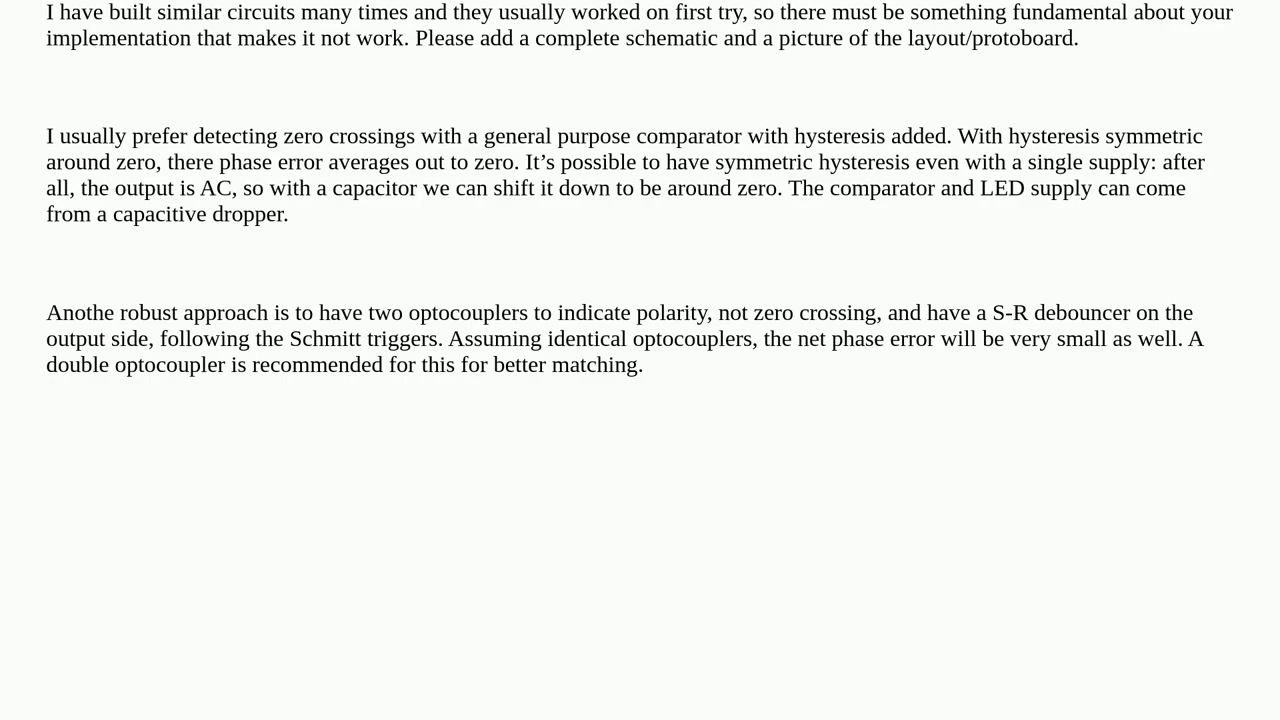 I have built similar circuits many times and they usually worked on first try, so there must be something fundamental about your
implementation that makes it not work. Please add a complete schematic and a picture of the layout/protoboard.
I usually prefer detecting zero crossings with a general purpose comparator with hysteresis added. With hysteresis symmetric
around zero, there phase error averages out to zero. It’s possible to have symmetric hysteresis even with a single supply: after
all, the output is AC, so with a capacitor we can shift it down to be around zero. The comparator and LED supply can come
from a capacitive dropper.
Anothe robust approach is to have two optocouplers to indicate polarity, not zero crossing, and have a S-R debouncer on the
output side, following the Schmitt triggers. Assuming identical optocouplers, the net phase error will be very small as well. A
double optocoupler is recommended for this for better matching.